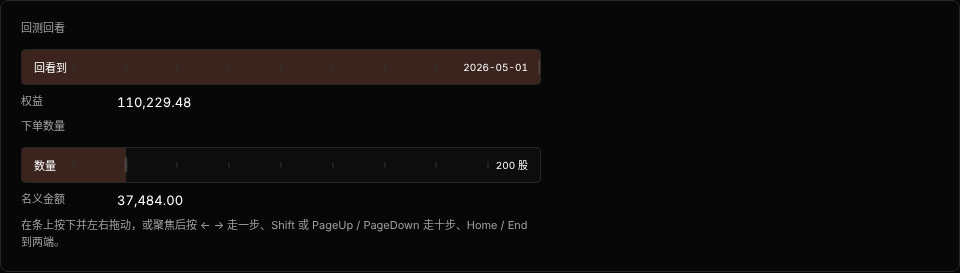 回测回看
回看到 2026-05-01
权益 110,229.48
下单数量
数量 200 股
名义金额 37,484.00
在条上按下并左右拖动，或聚焦后按 ← → 走一步、Shift 或 PageUp / PageDown 走十步、Home / End
到两端。